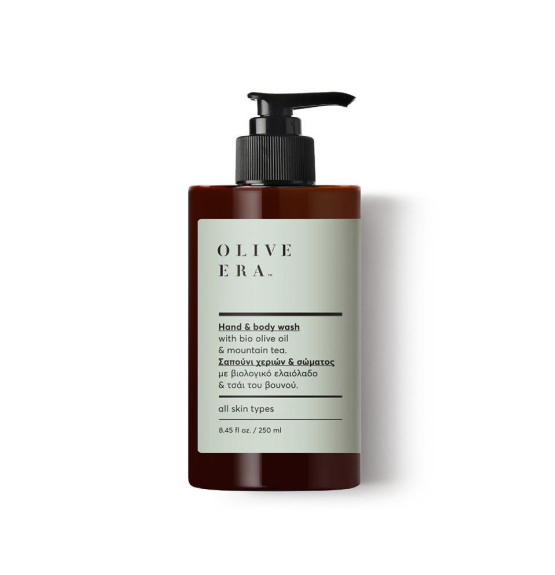 OLIVE
ERA™
Hand & body wash
with bio olive oil
& mountain tea.
Σαπούνι χεριών & σώματος
με βιολογικό ελαιόλαδο
& τσάι του βουνού.
all skin types
8.45 fl oz. / 250 ml